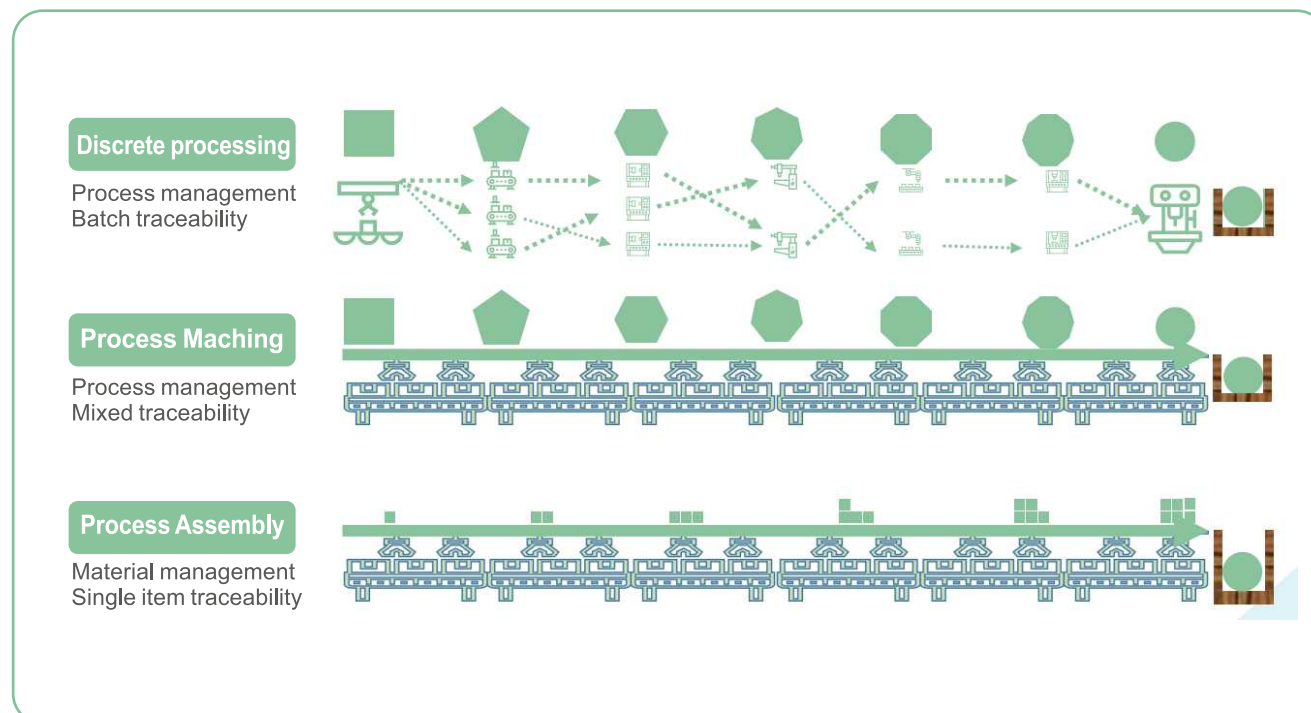 Discrete processing
Process management
Batch traceability
Process Maching
Process management
Mixed traceability
Process Assembly
Material management
Single item traceability